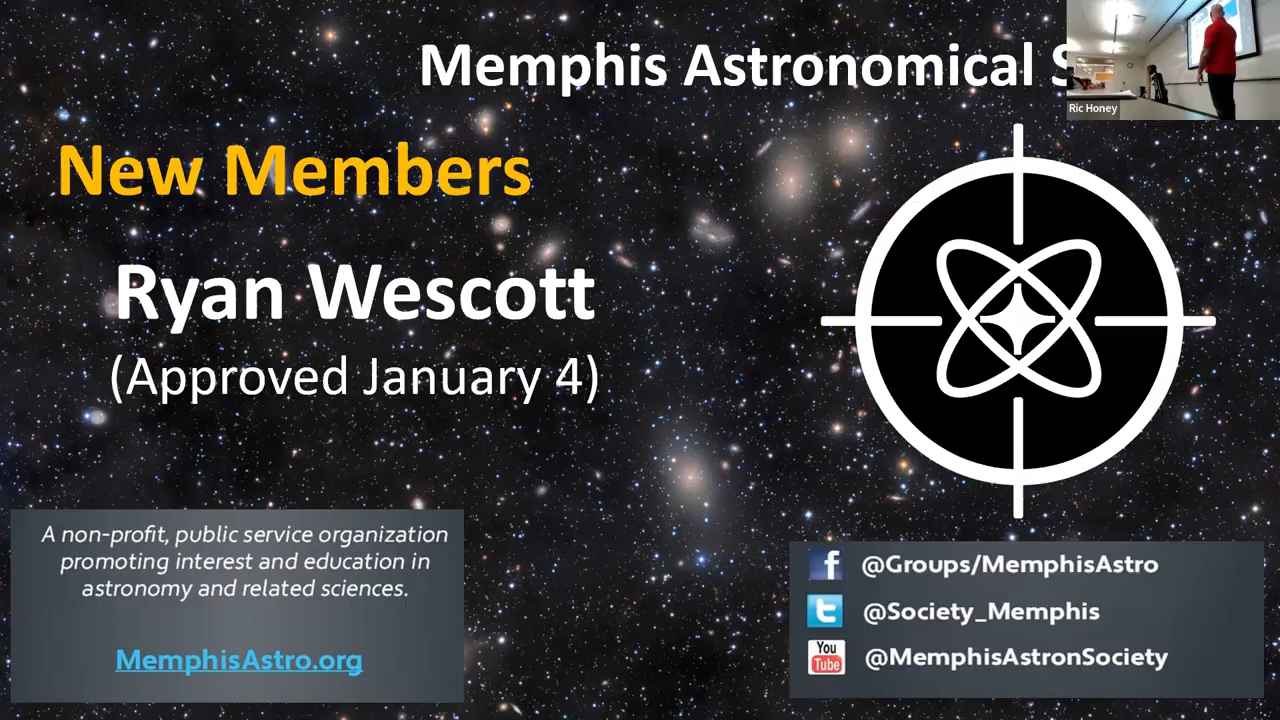 Memphis Astronomical S
Ric Honey
New Members
Ryan Wescott
(Approved January 4)
A non-profit, public service organization
promoting interest and education in
astronomy and related sciences.
MemphisAstro.org
f @Groups/MemphisAstro
t @Society_Memphis
You
Tube @MemphisAstronSociety